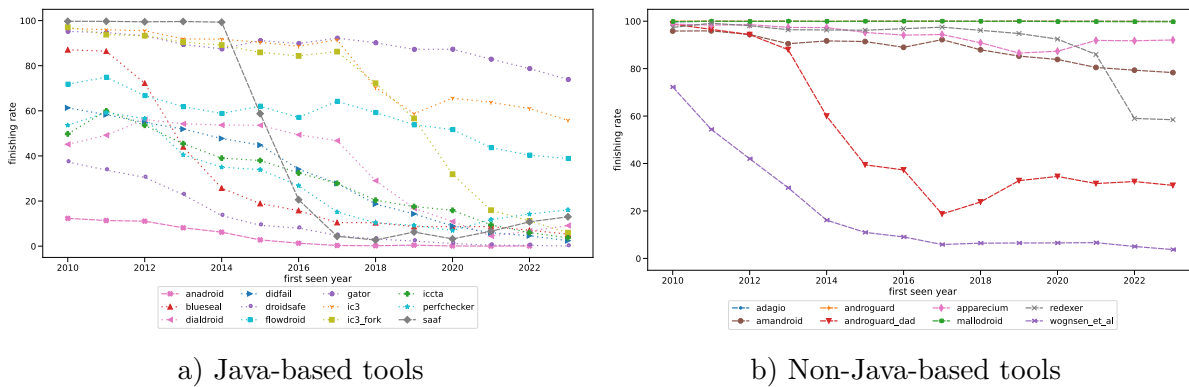 100
80
60
40
20
0
finishing rate
2010 2012 2014 2016 2018 2020 2022
first seen year
anadroid didfail gator iccta
blueseal droidsafe ic3 perfchecker
dialdroid flowdroid ic3_fork saaf
a) Java-based tools
100
80
60
40
20
0
finishing rate
2010 2012 2014 2016 2018 2020 2022
first seen year
adagio androguard apparecium redexer
amandroid androguard_dad mallodroid wognsen_et_al
b) Non-Java-based tools